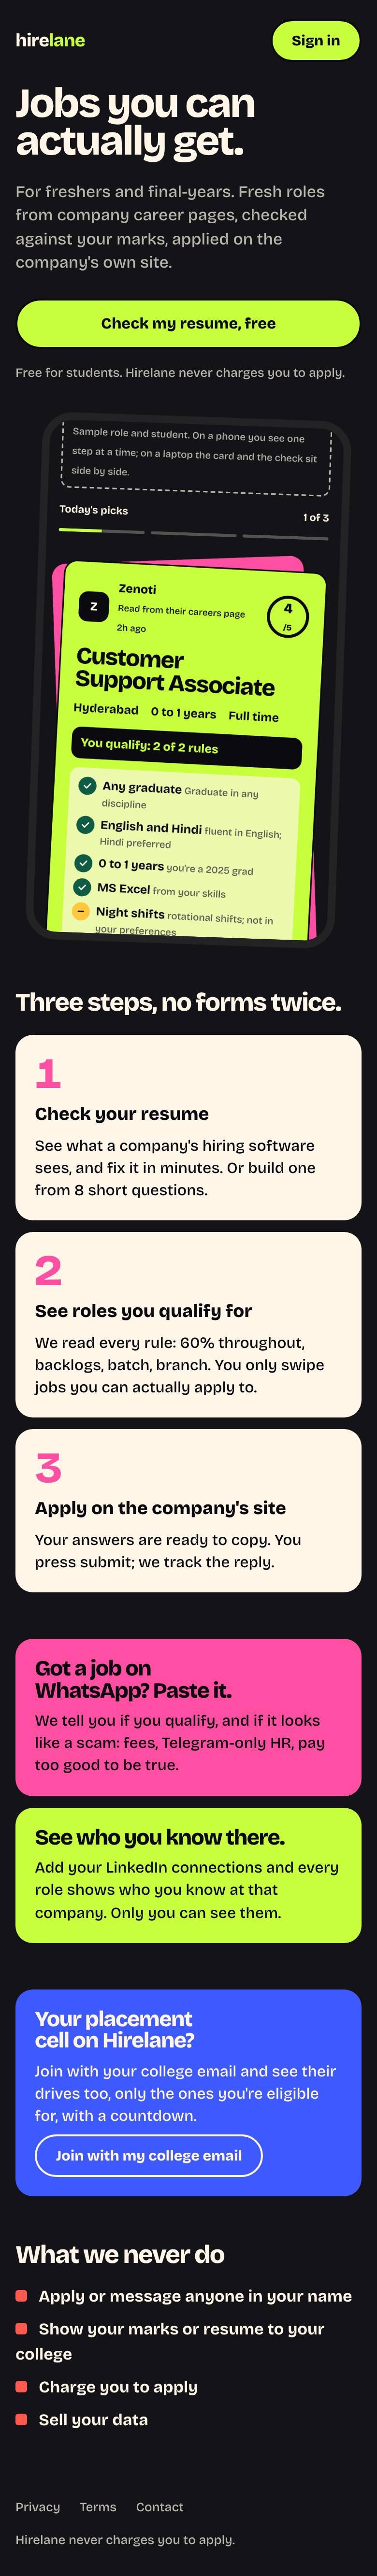 hirelane
Sign in
Jobs you can
actually get.
For freshers and final-years. Fresh roles
from company career pages, checked
against your marks, applied on the
company's own site.
Check my resume, free
Free for students. Hirelane never charges you to apply.
Sample role and student. On a phone you see one
step at a time; on a laptop the card and the check sit
side by side.
Today's picks
1 of 3
Z
Zenoti
Read from their careers page
2h ago
4
/5
Customer
Support Associate
Hyderabad 0 to 1 years Full time
You qualify: 2 of 2 rules
Any graduate Graduate in any
discipline
English and Hindi fluent in English;
Hindi preferred
0 to 1 years you're a 2025 grad
MS Excel from your skills
Night shifts rotational shifts; not in
your preferences
Three steps, no forms twice.
1
Check your resume
See what a company's hiring software
sees, and fix it in minutes. Or build one
from 8 short questions.
2
See roles you qualify for
We read every rule: 60% throughout,
backlogs, batch, branch. You only swipe
jobs you can actually apply to.
3
Apply on the company's site
Your answers are ready to copy. You
press submit; we track the reply.
Got a job on
WhatsApp? Paste it.
We tell you if you qualify, and if it looks
like a scam: fees, Telegram-only HR, pay
too good to be true.
See who you know there.
Add your LinkedIn connections and every
role shows who you know at that
company. Only you can see them.
Your placement
cell on Hirelane?
Join with your college email and see their
drives too, only the ones you're eligible
for, with a countdown.
Join with my college email
What we never do
Apply or message anyone in your name
Show your marks or resume to your
college
Charge you to apply
Sell your data
Privacy Terms Contact
Hirelane never charges you to apply.